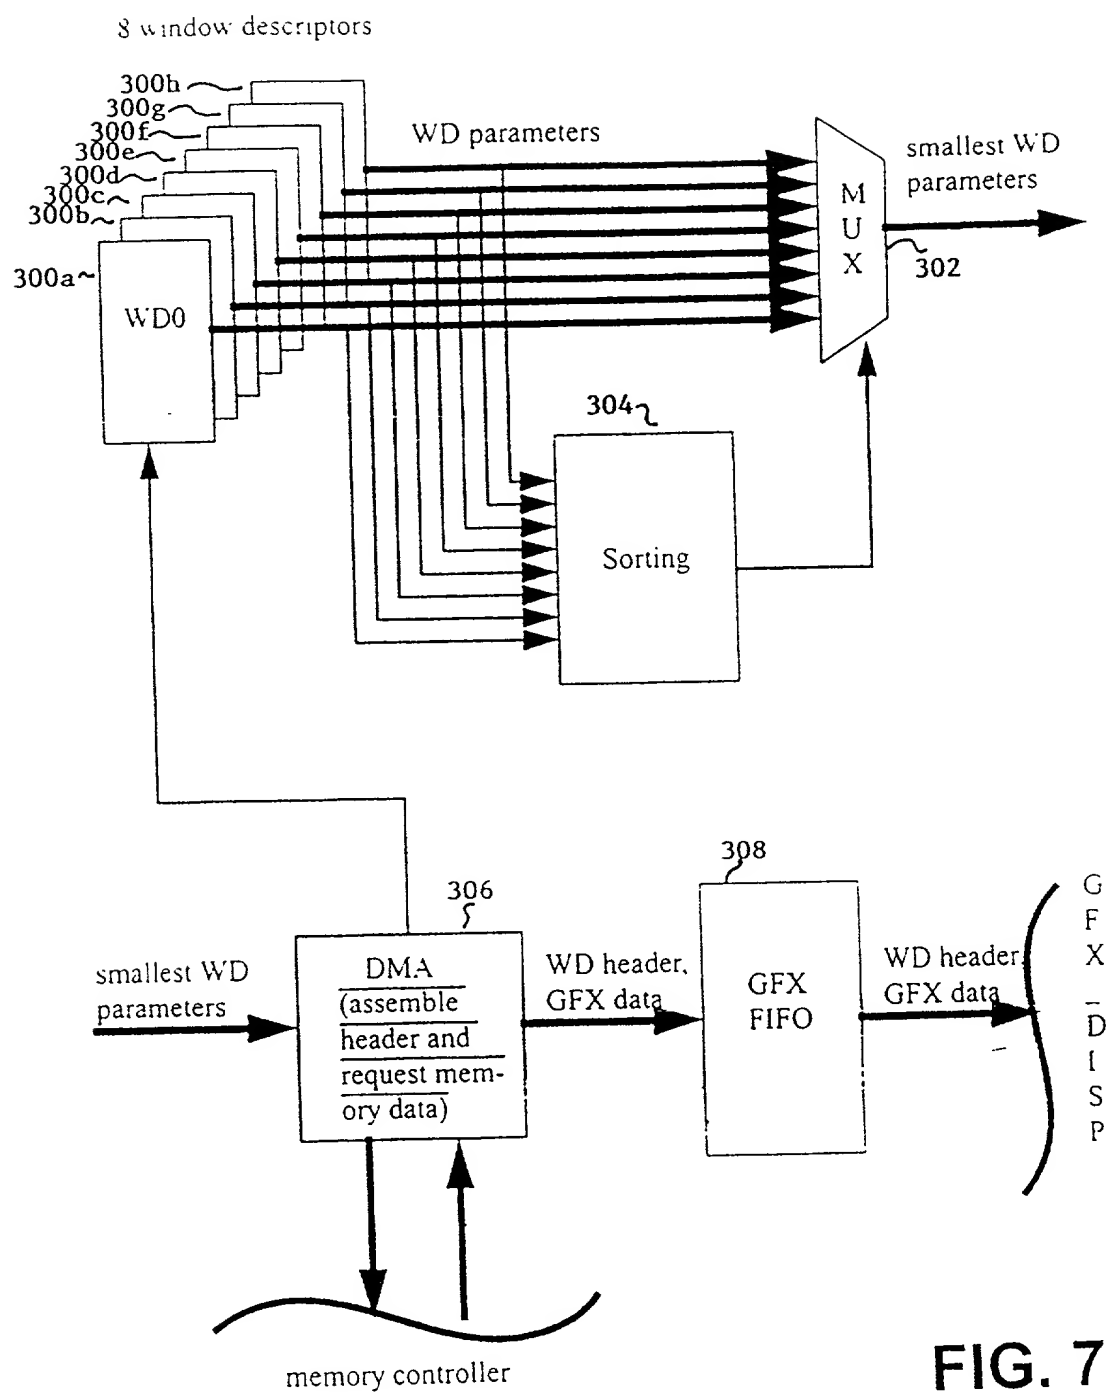 8 window descriptors
300h
300g
300f
300e
300d
300c
300b
300a
WD0
WD parameters
MUX
302
smallest WD
parameters
304
Sorting
306
308
smallest WD
parameters
DMA
(assemble
header and
request mem-
ory data)
WD header,
GFX data
GFX
FIFO
WD header,
GFX data
GFX_DISP
memory controller
FIG. 7